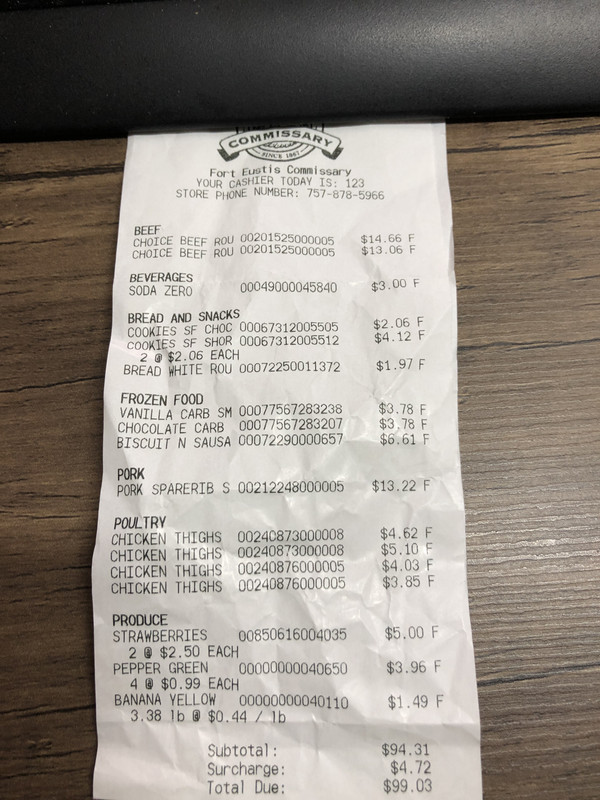 COMMISSARY
SINCE 1867
Fort Eustis Commissary
YOUR CASHIER TODAY IS: 123
STORE PHONE NUMBER: 757-878-5966
BEEF
CHOICE BEEF ROU 00201525000005 $14.66 F
CHOICE BEEF ROU 00201525000005 $13.06 F
BEVERAGES
SODA ZERO 00049000045840 $3.00 F
BREAD AND SNACKS
COOKIES SF CHOC 00067312005505 $2.06 F
COOKIES SF SHOR 00067312005512 $4.12 F
2 @ $2.06 EACH
BREAD WHITE ROU 00072250011372 $1.97 F
FROZEN FOOD
VANILLA CARB SM 00077567283238 $3.78 F
CHOCOLATE CARB 00077567283207 $3.78 F
BISCUIT N SAUSA 00072290000657 $6.61 F
PORK
PORK SPARERIB S 00212248000005 $13.22 F
POULTRY
CHICKEN THIGHS 00240873000008 $4.62 F
CHICKEN THIGHS 00240873000008 $5.10 F
CHICKEN THIGHS 00240876000005 $4.03 F
CHICKEN THIGHS 00240876000005 $3.85 F
PRODUCE
STRAWBERRIES 00850616004035 $5.00 F
2 @ $2.50 EACH
PEPPER GREEN 00000000040650 $3.96 F
4 @ $0.99 EACH
BANANA YELLOW 00000000040110 $1.49 F
3.38 lb @ $0.44 / lb
Subtotal: $94.31
Surcharge: $4.72
Total Due: $99.03